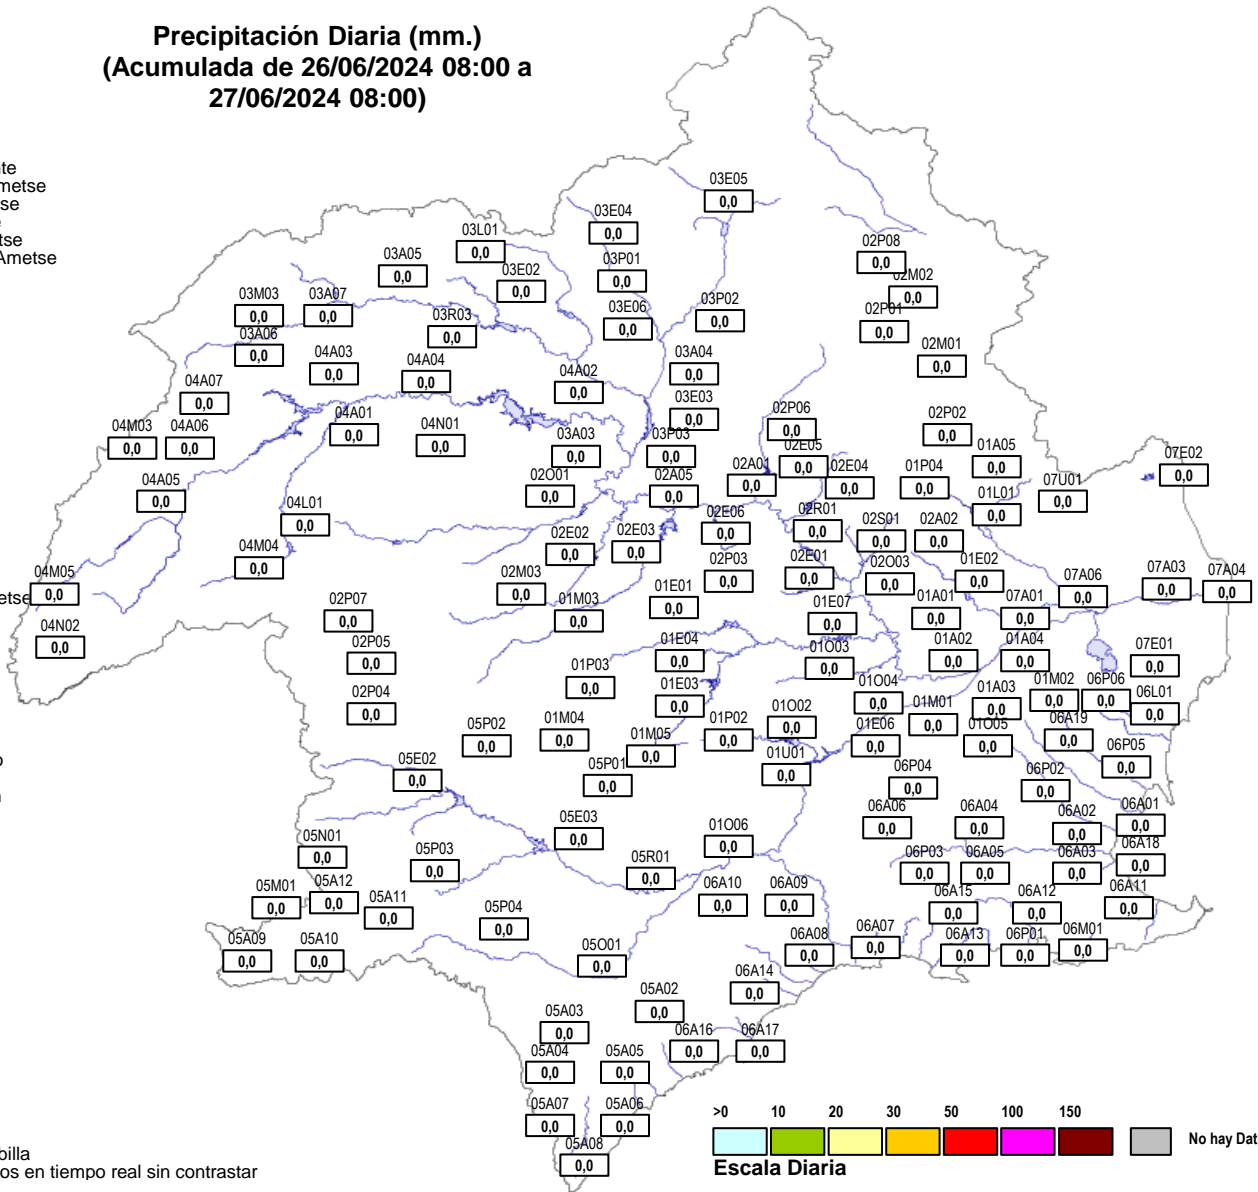 Precipitación Diaria (mm.)
(Acumulada de 26/06/2024 08:00 a
27/06/2024 08:00)
03E05
0,0
03E04
0,0
03L01
0,0
02P08
0,0
03A05
0,0
03P01
0,0
03E02
0,0
02M02
0,0
03M03
0,0
03A07
0,0
03P02
0,0
03E06
0,0
02P01
0,0
03R03
0,0
03A06
0,0
02M01
0,0
04A03
0,0
03A04
0,0
04A04
0,0
04A02
0,0
04A07
0,0
03E03
0,0
02P06
0,0
04A01
0,0
02P02
0,0
04M03
0,0
04A06
0,0
04N01
0,0
03A03
0,0
03P03
0,0
02E05
0,0
01A05
0,0
07E02
0,0
02A01
0,0
02E04
0,0
01P04
0,0
04A05
0,0
02O01
0,0
02A05
0,0
07U01
0,0
01L01
0,0
04L01
0,0
02E06
0,0
02R01
0,0
02S01
0,0
02A02
0,0
02E02
0,0
02E03
0,0
04M04
0,0
02P03
0,0
02E01
0,0
02O03
0,0
01E02
0,0
04M05
0,0
02M03
0,0
07A06
0,0
07A03
0,0
07A04
0,0
01E01
0,0
02P07
0,0
01M03
0,0
01E07
0,0
01A01
0,0
07A01
0,0
04N02
0,0
02P05
0,0
01E04
0,0
01O03
0,0
01A02
0,0
01A04
0,0
07E01
0,0
01P03
0,0
02P04
0,0
01E03
0,0
01O04
0,0
01A03
0,0
01M02
0,0
06P06
0,0
06L01
0,0
01M01
0,0
01O02
0,0
05P02
0,0
01M04
0,0
01P02
0,0
01M05
0,0
01E06
0,0
01O05
0,0
06A19
0,0
06P05
0,0
05E02
0,0
05P01
0,0
01U01
0,0
06P04
0,0
06P02
0,0
06A06
0,0
06A04
0,0
06A02
0,0
06A01
0,0
05E03
0,0
01O06
0,0
05N01
0,0
05P03
0,0
05R01
0,0
06P03
0,0
06A05
0,0
06A03
0,0
06A18
0,0
05M01
0,0
05A12
0,0
05A11
0,0
06A10
0,0
06A09
0,0
06A15
0,0
06A12
0,0
06A11
0,0
05P04
0,0
05A09
0,0
05A10
0,0
05O01
0,0
06A08
0,0
06A07
0,0
06A13
0,0
06P01
0,0
06M01
0,0
06A14
0,0
05A02
0,0
05A03
0,0
06A16
0,0
06A17
0,0
05A04
0,0
05A05
0,0
05A07
0,0
05A06
0,0
05A08
0,0
>0 10 20 30 50 100 150
No hay Dat
Escala Diaria
billa
os en tiempo real sin contrastar